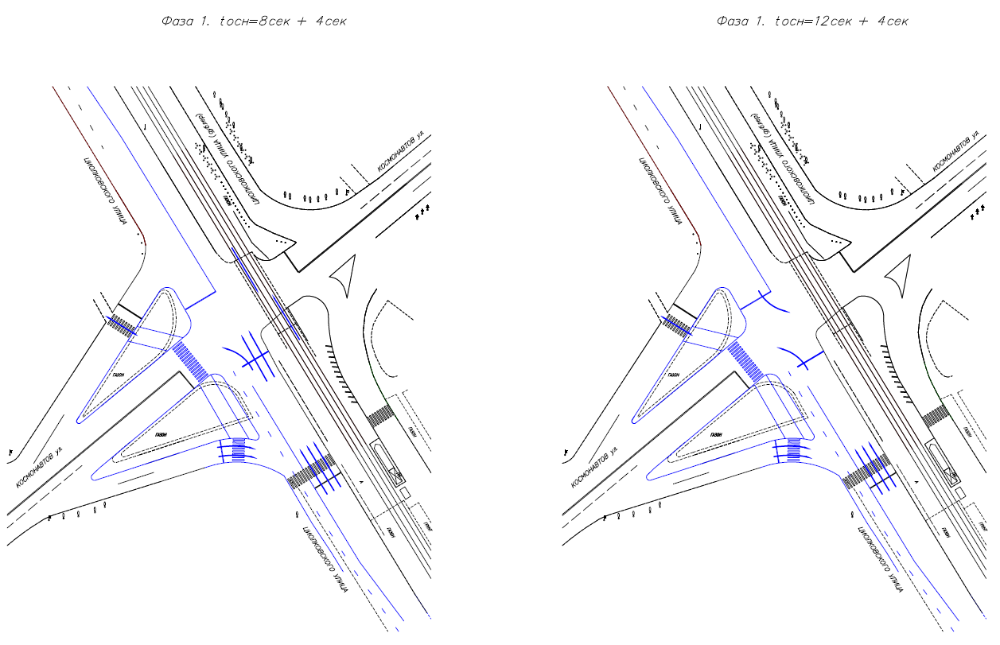 Фаза 1. tосн=8сек + 4сек
Фаза 1. tосн=12сек + 4сек
ЦИОЛКОВСКОГО УЛИЦА
ЦИОЛКОВСКОГО УЛИЦА (дублер)
КОСМОНАВТОВ ул.
ГАЗОН
ГАЗОН
ГАЗОН
КОСМОНАВТОВ ул.
ГАЗОН
ГАЗОН
ЦИОЛКОВСКОГО УЛИЦА
ЦИОЛКОВСКОГО УЛИЦА
ЦИОЛКОВСКОГО УЛИЦА (дублер)
КОСМОНАВТОВ ул.
ГАЗОН
ГАЗОН
ГАЗОН
КОСМОНАВТОВ ул.
ГАЗОН
ГАЗОН
ЦИОЛКОВСКОГО УЛИЦА